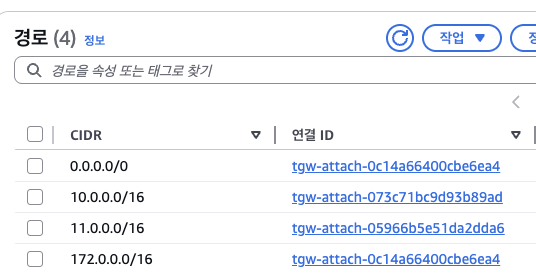 경로 (4) 정보
작업
경로을 속성 또는 태그로 찾기
CIDR 연결 ID
0.0.0.0/0 tgw-attach-0c14a66400cbe6ea4
10.0.0.0/16 tgw-attach-073c71bc9d93b89ad
11.0.0.0/16 tgw-attach-05966b5e51da2dda6
172.0.0.0/16 tgw-attach-0c14a66400cbe6ea4